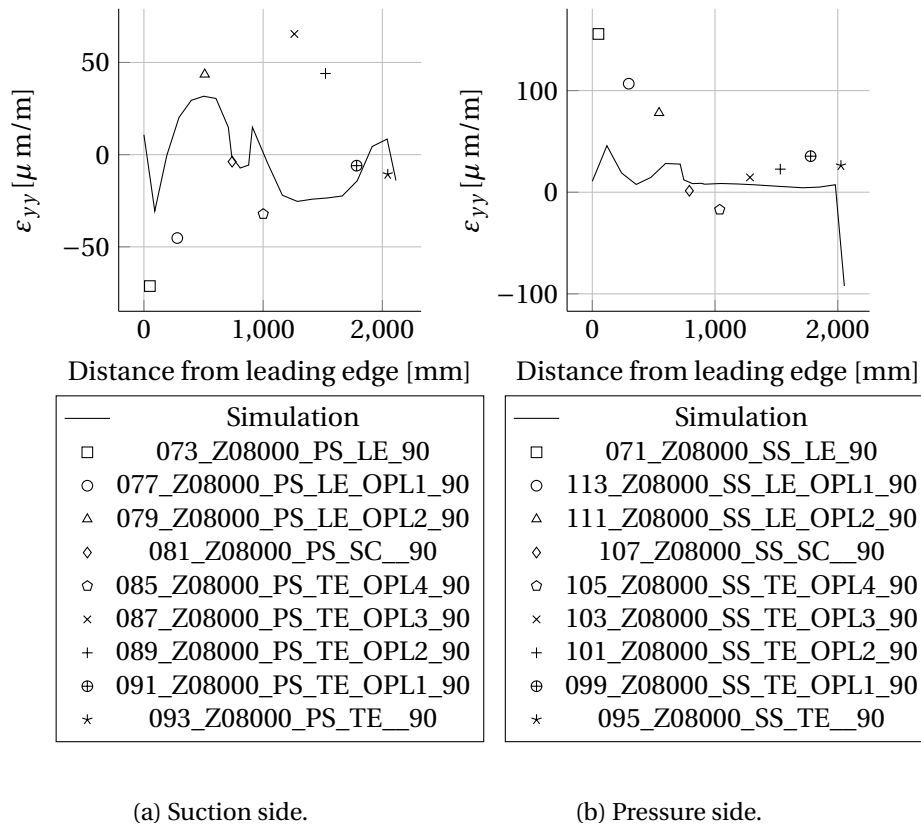 50
0
−50
ε_yy [μ m/m]
0
1,000
2,000
Distance from leading edge [mm]
Simulation
073_Z08000_PS_LE_90
077_Z08000_PS_LE_OPL1_90
079_Z08000_PS_LE_OPL2_90
081_Z08000_PS_SC__90
085_Z08000_PS_TE_OPL4_90
087_Z08000_PS_TE_OPL3_90
089_Z08000_PS_TE_OPL2_90
091_Z08000_PS_TE_OPL1_90
093_Z08000_PS_TE__90
(a) Suction side.
100
0
−100
ε_yy [μ m/m]
0
1,000
2,000
Distance from leading edge [mm]
Simulation
071_Z08000_SS_LE_90
113_Z08000_SS_LE_OPL1_90
111_Z08000_SS_LE_OPL2_90
107_Z08000_SS_SC__90
105_Z08000_SS_TE_OPL4_90
103_Z08000_SS_TE_OPL3_90
101_Z08000_SS_TE_OPL2_90
099_Z08000_SS_TE_OPL1_90
095_Z08000_SS_TE__90
(b) Pressure side.